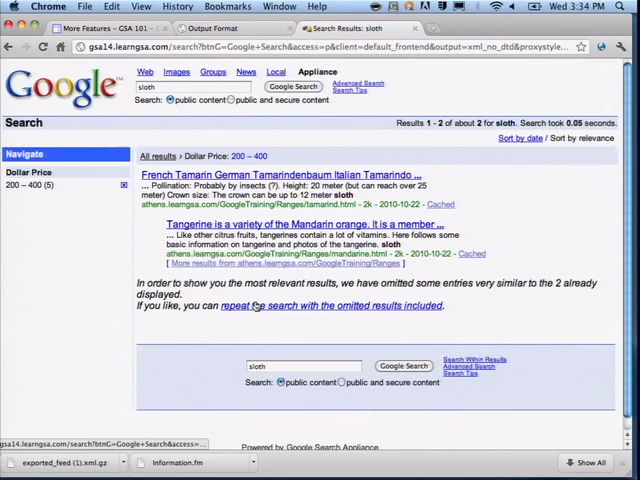 Chrome File Edit View History Bookmarks Window Help Wed 3:34 PM
More Features - GSA 101 - Output Format Search Results: sloth
gsa14.learngsa.com/search?btnG=Google+Search&access=p&client=default_frontend&output=xml_no_dtd&proxystyle...
Google
Web Images Groups News Local Appliance
sloth Google Search Advanced Search
Search Tips
Search: public content public and secure content
Search Results 1 - 2 of about 2 for sloth. Search took 0.05 seconds.
Sort by date / Sort by relevance
Navigate
Dollar Price
200 – 400 (5)
All results › Dollar Price: 200 – 400
French Tamarin German Tamarindenbaum Italian Tamarindo ...
... Pollination: Probably by insects (?). Height: 20 meter (but can reach over 25
meter) Crown size: The crown can be up to 12 meter sloth
athens.learngsa.com/GoogleTraining/Ranges/tamarind.html - 2k - 2010-10-22 - Cached
Tangerine is a variety of the Mandarin orange. It is a member ...
... Like other citrus fruits, tangerines contain a lot of vitamins. Here follows some
basic information on tangerine and photos of the tangerine. sloth
athens.learngsa.com/GoogleTraining/Ranges/mandarine.html - 2k - 2010-10-22 - Cached
[ More results from athens.learngsa.com/GoogleTraining/Ranges ]
In order to show you the most relevant results, we have omitted some entries very similar to the 2 already
displayed.
If you like, you can repeat the search with the omitted results included.
sloth Google Search Search Within Results
Advanced Search
Search Tips
Search: public content public and secure content
Powered by Google Search Appliance
gsa14.learngsa.com/search?btnG=Google+Search&access=...
exported_feed (1).xml.gz Information.fm Show All